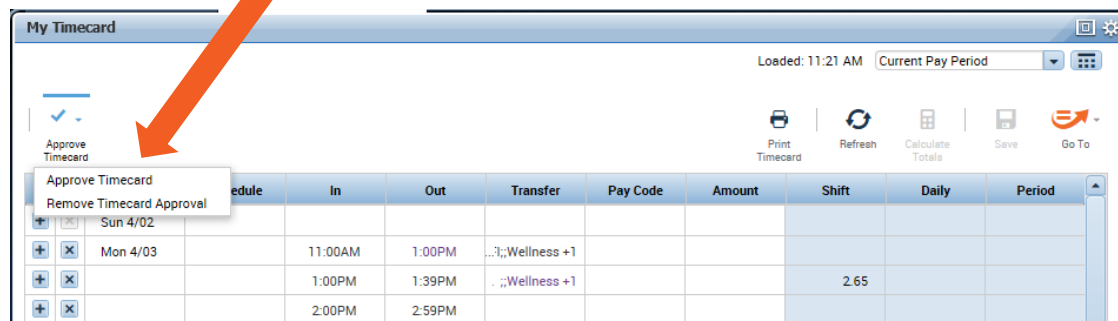 My Timecard
Loaded: 11:21 AM Current Pay Period
Approve
Timecard
Print
Timecard
Refresh
Calculate
Totals
Save
Go To
Approve Timecard
Remove Timecard Approval
edule In Out Transfer Pay Code Amount Shift Daily Period
Sun 4/02
Mon 4/03 11:00AM 1:00PM ;;Wellness +1
1:00PM 1:39PM ;;Wellness +1 2.65
2:00PM 2:59PM